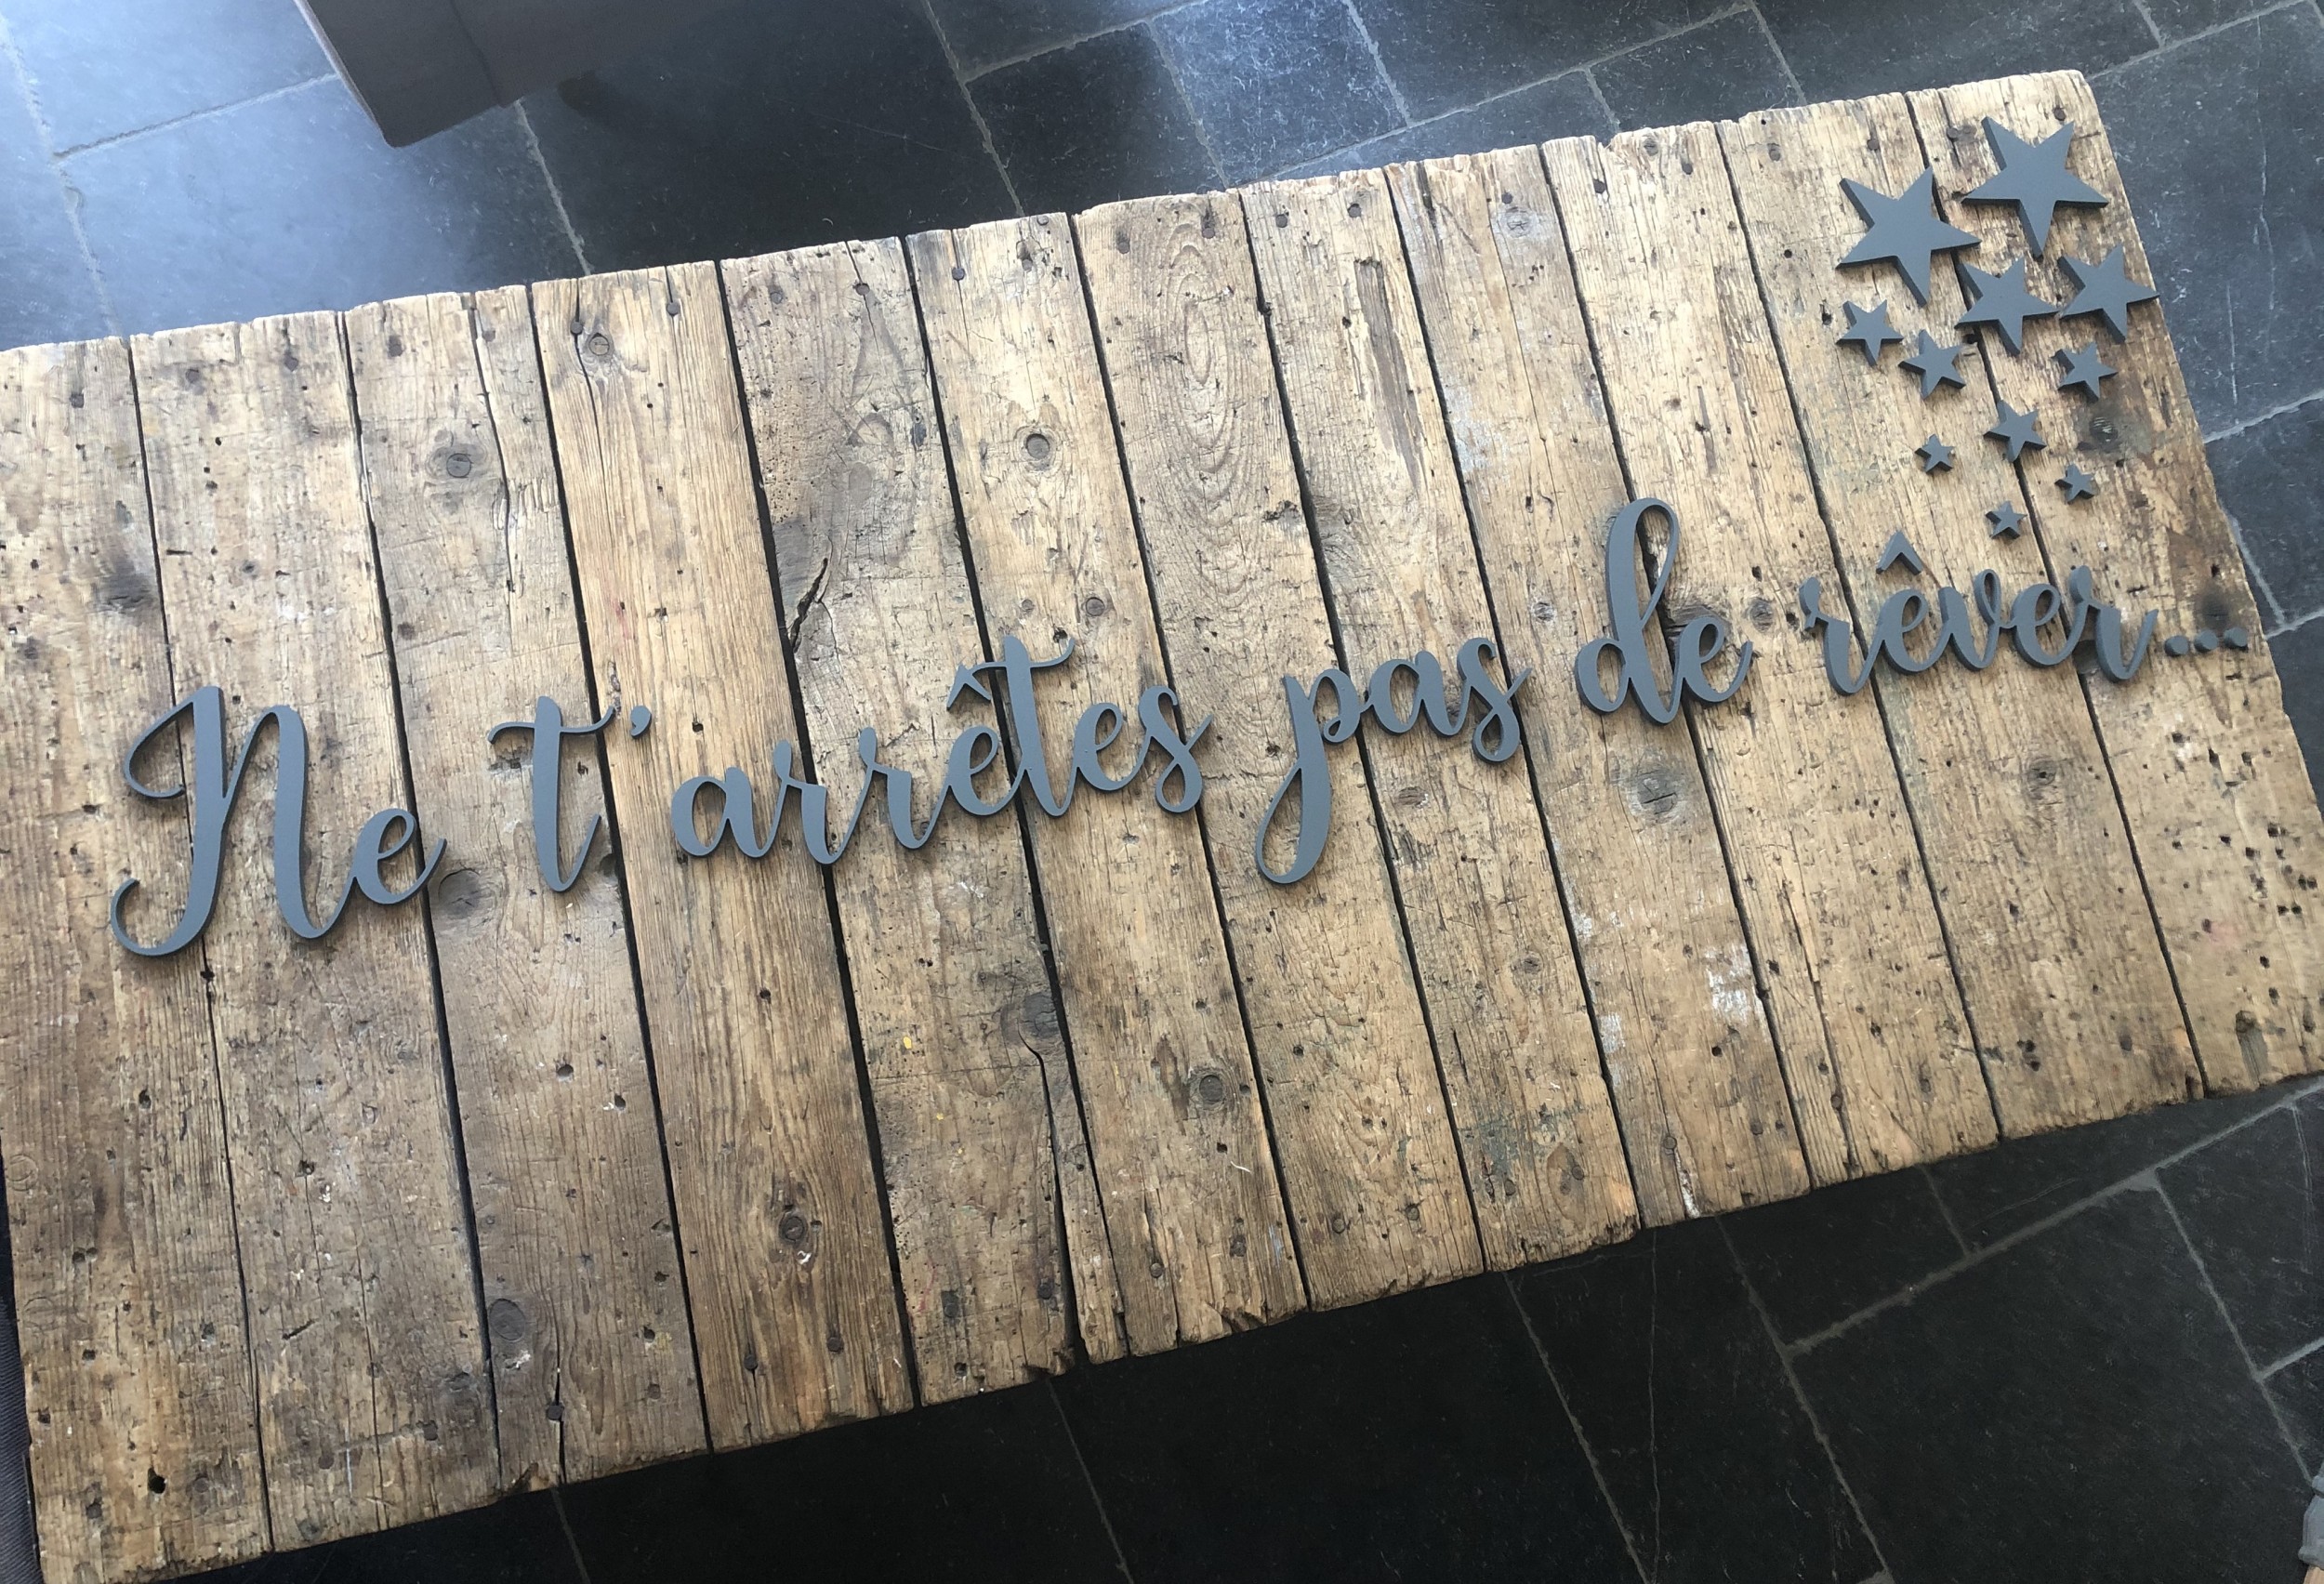 Ne t'arrêtes pas de rêver...